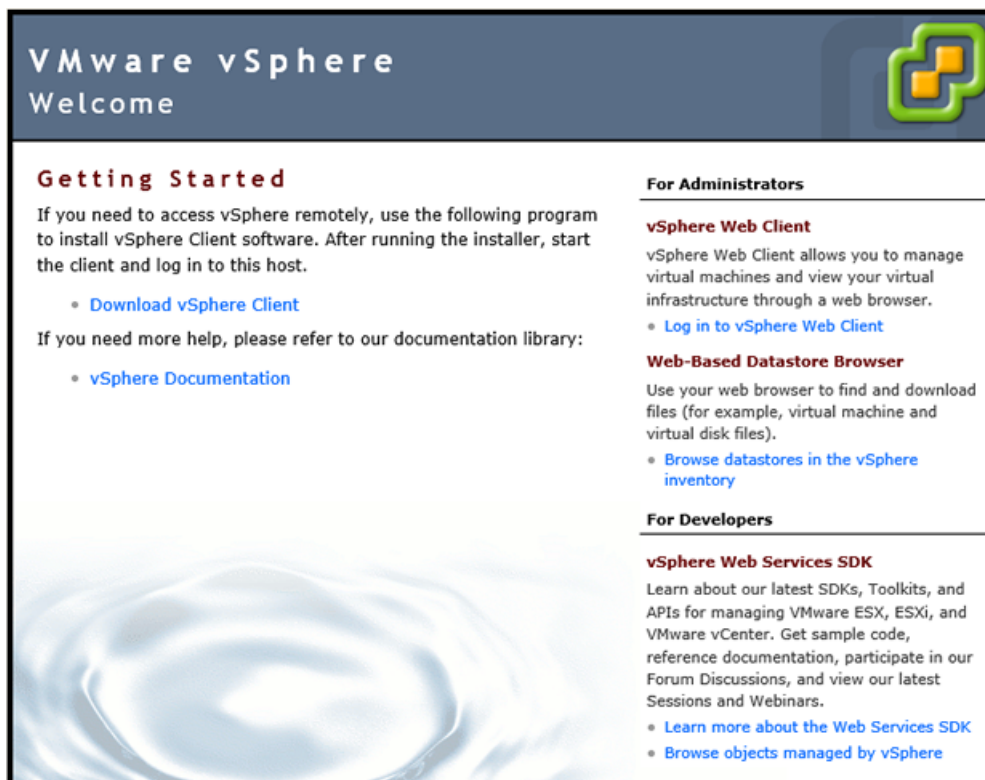 VMware vSphere
Welcome
Getting Started
If you need to access vSphere remotely, use the following program
to install vSphere Client software. After running the installer, start
the client and log in to this host.
Download vSphere Client
If you need more help, please refer to our documentation library:
vSphere Documentation
For Administrators
vSphere Web Client
vSphere Web Client allows you to manage
virtual machines and view your virtual
infrastructure through a web browser.
Log in to vSphere Web Client
Web-Based Datastore Browser
Use your web browser to find and download
files (for example, virtual machine and
virtual disk files).
Browse datastores in the vSphere
inventory
For Developers
vSphere Web Services SDK
Learn about our latest SDKs, Toolkits, and
APIs for managing VMware ESX, ESXi, and
VMware vCenter. Get sample code,
reference documentation, participate in our
Forum Discussions, and view our latest
Sessions and Webinars.
Learn more about the Web Services SDK
Browse objects managed by vSphere